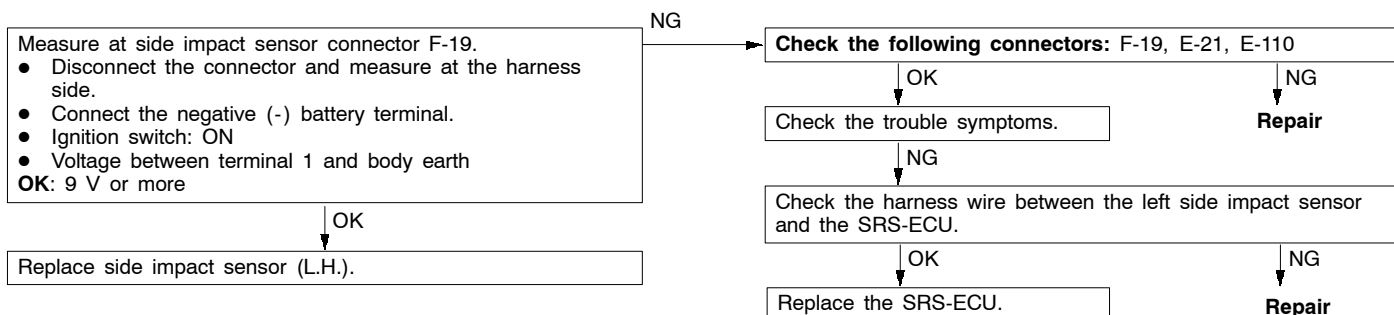 NG
Measure at side impact sensor connector F-19.
● Disconnect the connector and measure at the harness
side.
● Connect the negative (-) battery terminal.
● Ignition switch: ON
● Voltage between terminal 1 and body earth
OK: 9 V or more
OK
Replace side impact sensor (L.H.).
Check the following connectors: F-19, E-21, E-110
OK
NG
Check the trouble symptoms.
Repair
NG
Check the harness wire between the left side impact sensor
and the SRS-ECU.
OK
NG
Replace the SRS-ECU.
Repair